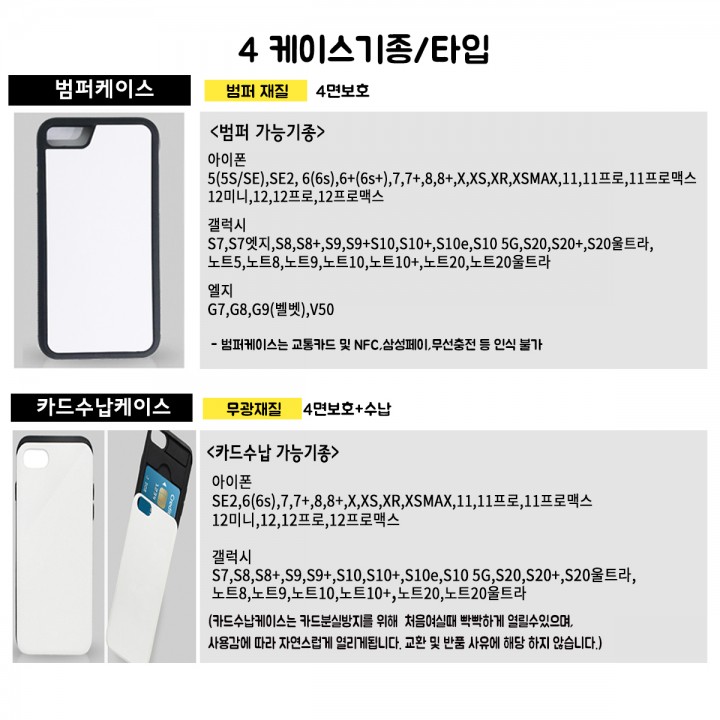 4 케이스기종/타입
범퍼케이스
범퍼 재질 4면보호
<범퍼 가능기종>
아이폰
5(5S/SE),SE2, 6(6s),6+(6s+),7,7+,8,8+,X,XS,XR,XSMAX,11,11프로,11프로맥스
12미니,12,12프로,12프로맥스
갤럭시
S7,S7엣지,S8,S8+,S9,S9+S10,S10+,S10e,S10 5G,S20,S20+,S20울트라,
노트5,노트8,노트9,노트10,노트10+,노트20,노트20울트라
엘지
G7,G8,G9(벨벳),V50
- 범퍼케이스는 교통카드 및 NFC,삼성페이,무선충전 등 인식 불가
카드수납케이스
무광재질 4면보호+수납
<카드수납 가능기종>
아이폰
SE2,6(6s),7,7+,8,8+,X,XS,XR,XSMAX,11,11프로,11프로맥스
12미니,12,12프로,12프로맥스
갤럭시
S7,S8,S8+,S9,S9+,S10,S10+,S10e,S10 5G,S20,S20+,S20울트라,
노트8,노트9,노트10,노트10+,노트20,노트20울트라
(카드수납케이스는 카드분실방지를 위해 처음여실때 빡빡하게 열릴수있으며,
사용감에 따라 자연스럽게 열리게됩니다. 교환 및 반품 사유에 해당 하지 않습니다.)